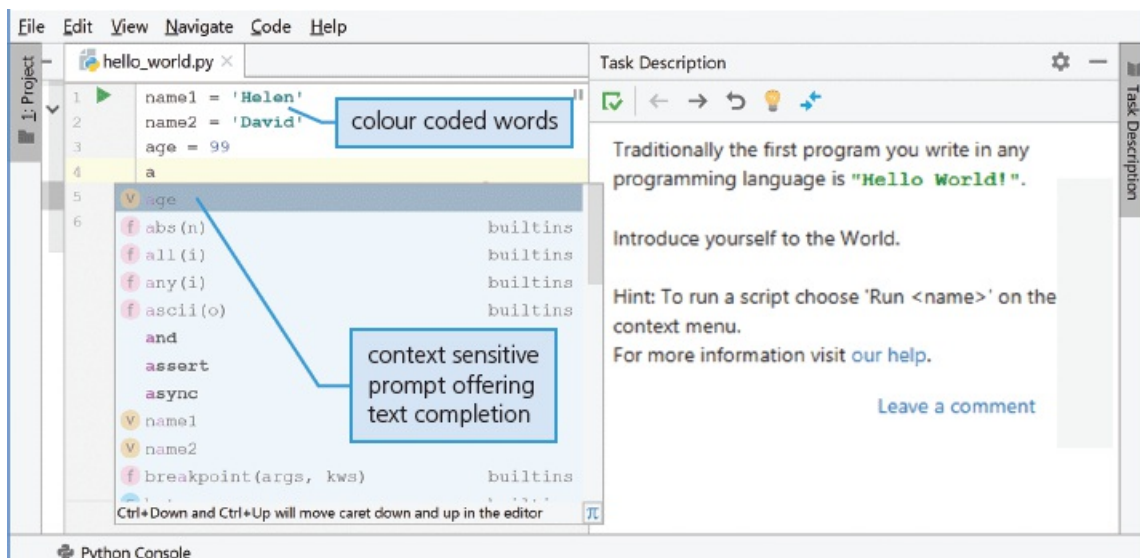 File Edit View Navigate Code Help
1: Project
hello_world.py
Task Description
1 name1 = 'Helen'
2 name2 = 'David'
3 age = 99
4 a
5
6
colour coded words
age
abs(n) builtins
all(i) builtins
any(i) builtins
ascii(o) builtins
and
assert
async
name1
name2
breakpoint(args, kws) builtins
context sensitive
prompt offering
text completion
Ctrl+Down and Ctrl+Up will move caret down and up in the editor
π
Traditionally the first program you write in any
programming language is "Hello World!".
Introduce yourself to the World.
Hint: To run a script choose 'Run <name>' on the
context menu.
For more information visit our help.
Leave a comment
Task Description
Python Console